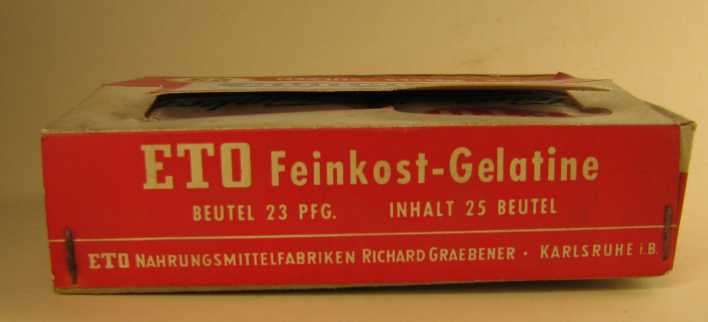 ETO Feinkost-Gelatine
BEUTEL 23 PFG. INHALT 25 BEUTEL
ETO NAHRUNGSMITTELFABRIKEN RICHARD GRAEBENER · KARLSRUHE i.B.